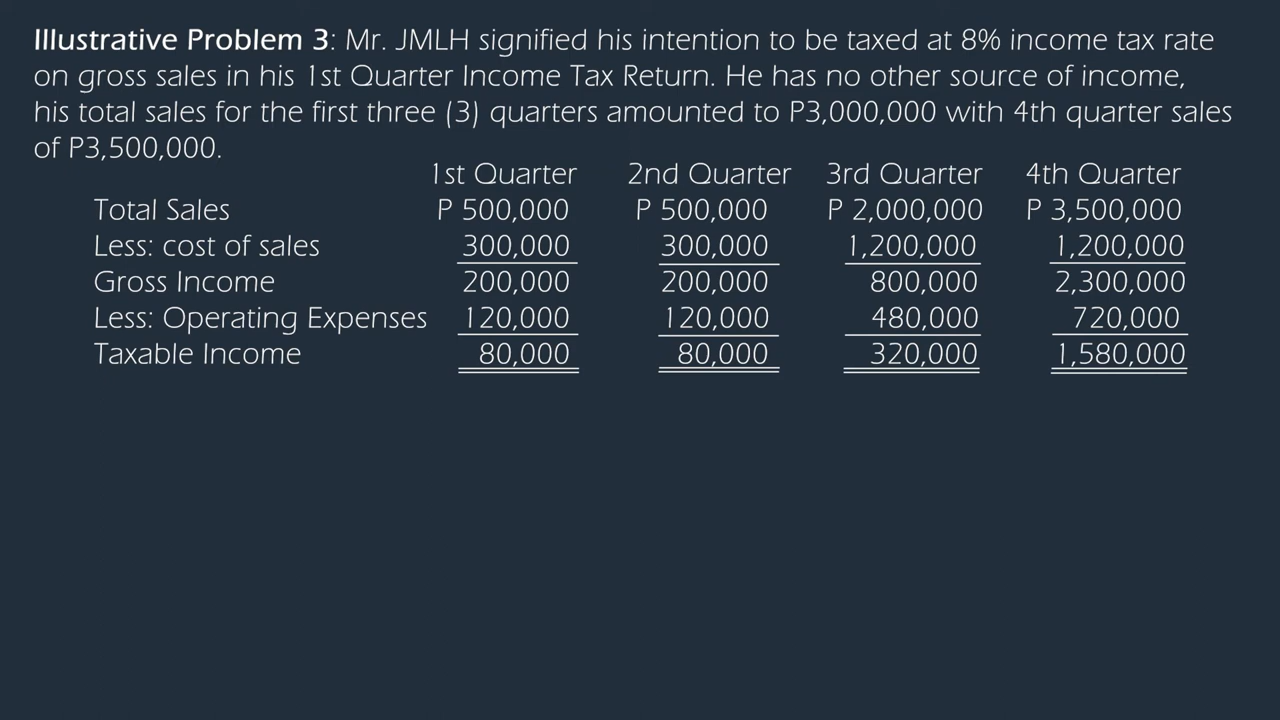 Illustrative Problem 3: Mr. JMLH signified his intention to be taxed at 8% income tax rate
on gross sales in his 1st Quarter Income Tax Return. He has no other source of income,
his total sales for the first three (3) quarters amounted to P3,000,000 with 4th quarter sales
of P3,500,000.
1st Quarter 2nd Quarter 3rd Quarter 4th Quarter
Total Sales P 500,000 P 500,000 P 2,000,000 P 3,500,000
Less: cost of sales 300,000 300,000 1,200,000 1,200,000
Gross Income 200,000 200,000 800,000 2,300,000
Less: Operating Expenses 120,000 120,000 480,000 720,000
Taxable Income 80,000 80,000 320,000 1,580,000